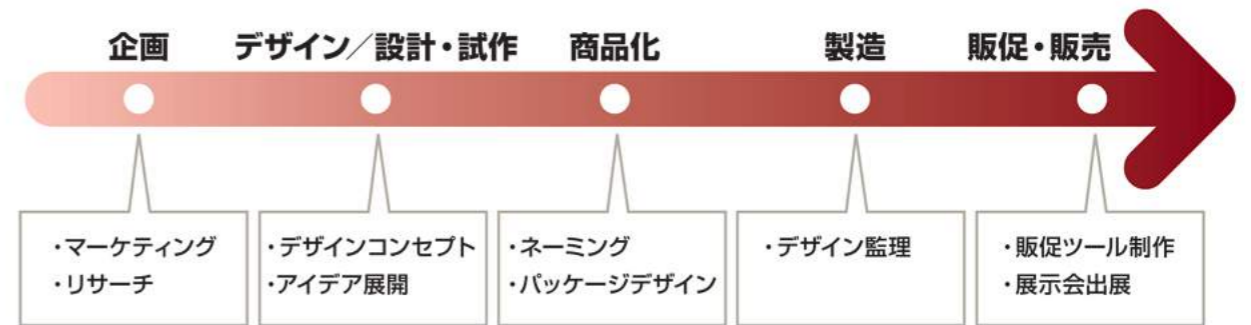 企画
デザイン／設計・試作
商品化
製造
販促・販売
・マーケティング
・リサーチ
・デザインコンセプト
・アイデア展開
・ネーミング
・パッケージデザイン
・デザイン監理
・販促ツール制作
・展示会出展